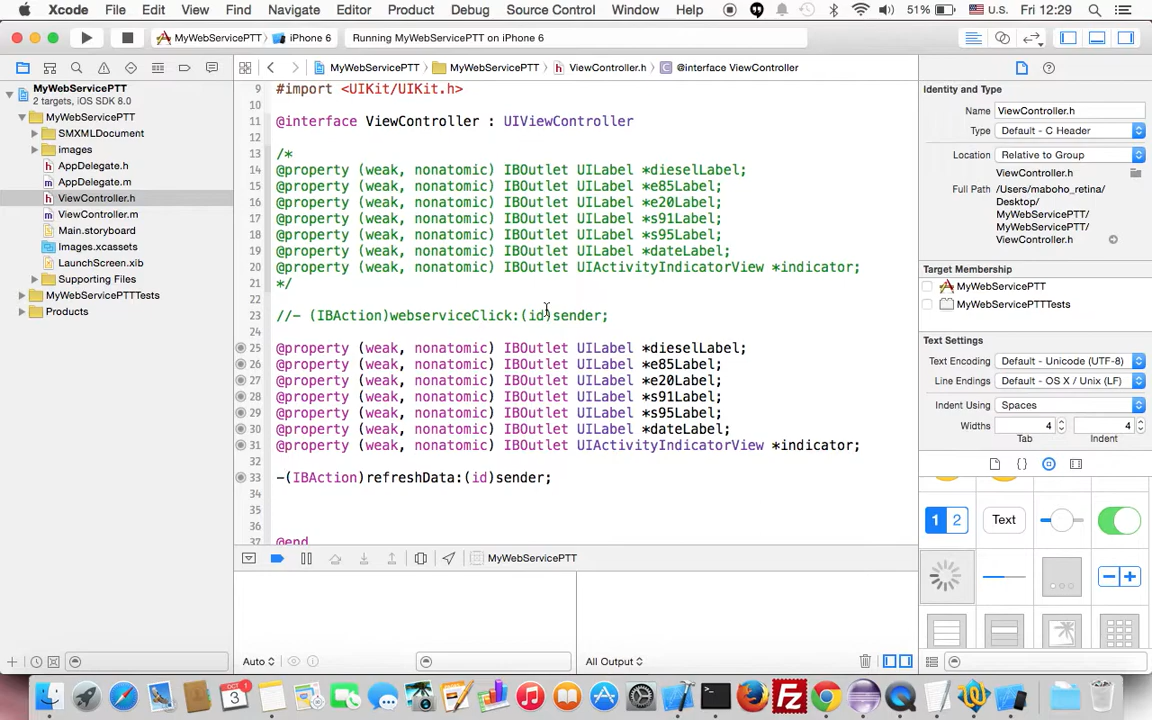 Xcode File Edit View Find Navigate Editor Product Debug Source Control Window Help 51% U.S. Fri 12:29
MyWebServicePTT iPhone 6 Running MyWebServicePTT on iPhone 6
MyWebServicePTT MyWebServicePTT ViewController.h @interface ViewController
MyWebServicePTT
2 targets, iOS SDK 8.0
MyWebServicePTT
SMXMLDocument
images
AppDelegate.h
AppDelegate.m
ViewController.h
ViewController.m
Main.storyboard
Images.xcassets
LaunchScreen.xib
Supporting Files
MyWebServicePTTTests
Products
9 #import <UIKit/UIKit.h>
10
11 @interface ViewController : UIViewController
12
13 /*
14 @property (weak, nonatomic) IBOutlet UILabel *dieselLabel;
15 @property (weak, nonatomic) IBOutlet UILabel *e85Label;
16 @property (weak, nonatomic) IBOutlet UILabel *e20Label;
17 @property (weak, nonatomic) IBOutlet UILabel *s91Label;
18 @property (weak, nonatomic) IBOutlet UILabel *s95Label;
19 @property (weak, nonatomic) IBOutlet UILabel *dateLabel;
20 @property (weak, nonatomic) IBOutlet UIActivityIndicatorView *indicator;
21 */
22
23 //- (IBAction)webserviceClick:(id)sender;
24
25 @property (weak, nonatomic) IBOutlet UILabel *dieselLabel;
26 @property (weak, nonatomic) IBOutlet UILabel *e85Label;
27 @property (weak, nonatomic) IBOutlet UILabel *e20Label;
28 @property (weak, nonatomic) IBOutlet UILabel *s91Label;
29 @property (weak, nonatomic) IBOutlet UILabel *s95Label;
30 @property (weak, nonatomic) IBOutlet UILabel *dateLabel;
31 @property (weak, nonatomic) IBOutlet UIActivityIndicatorView *indicator;
32
33 -(IBAction)refreshData:(id)sender;
34
35
36
37 @end
MyWebServicePTT
Auto
All Output
Identity and Type
Name ViewController.h
Type Default - C Header
Location Relative to Group
ViewController.h
Full Path /Users/maboho_retina/
Desktop/
MyWebServicePTT/
MyWebServicePTT/
ViewController.h
Target Membership
MyWebServicePTT
MyWebServicePTTTests
Text Settings
Text Encoding Default - Unicode (UTF-8)
Line Endings Default - OS X / Unix (LF)
Indent Using Spaces
Widths 4 4
Tab Indent
1 2 Text
OCT
3